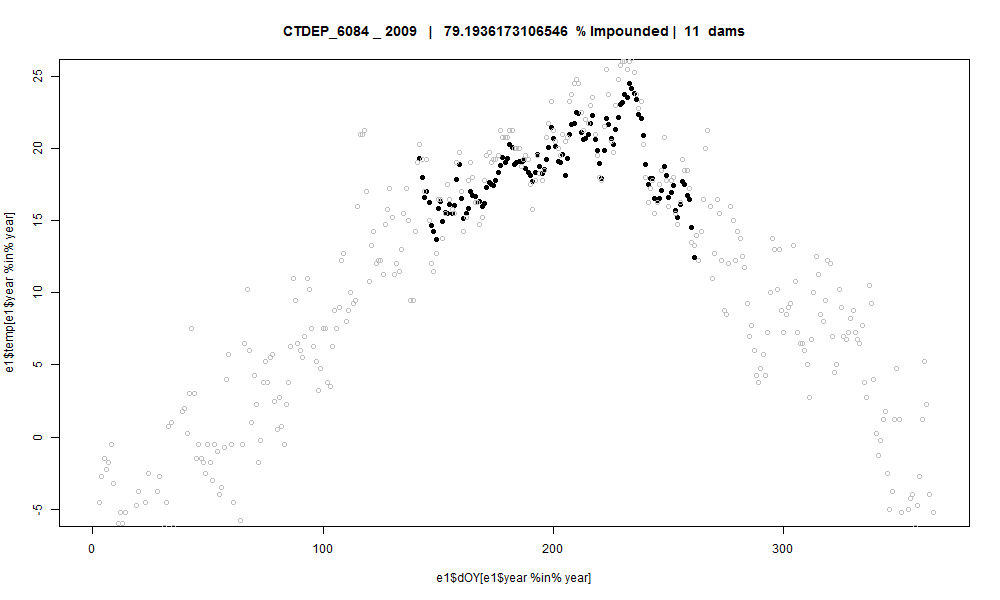 CTDEP_6084 _ 2009 | 79.1936173106546 % Impounded | 11 dams
e1$temp[e1$year %in% year]
25
20
15
10
5
0
-5
0 100 200 300
e1$dOY[e1$year %in% year]